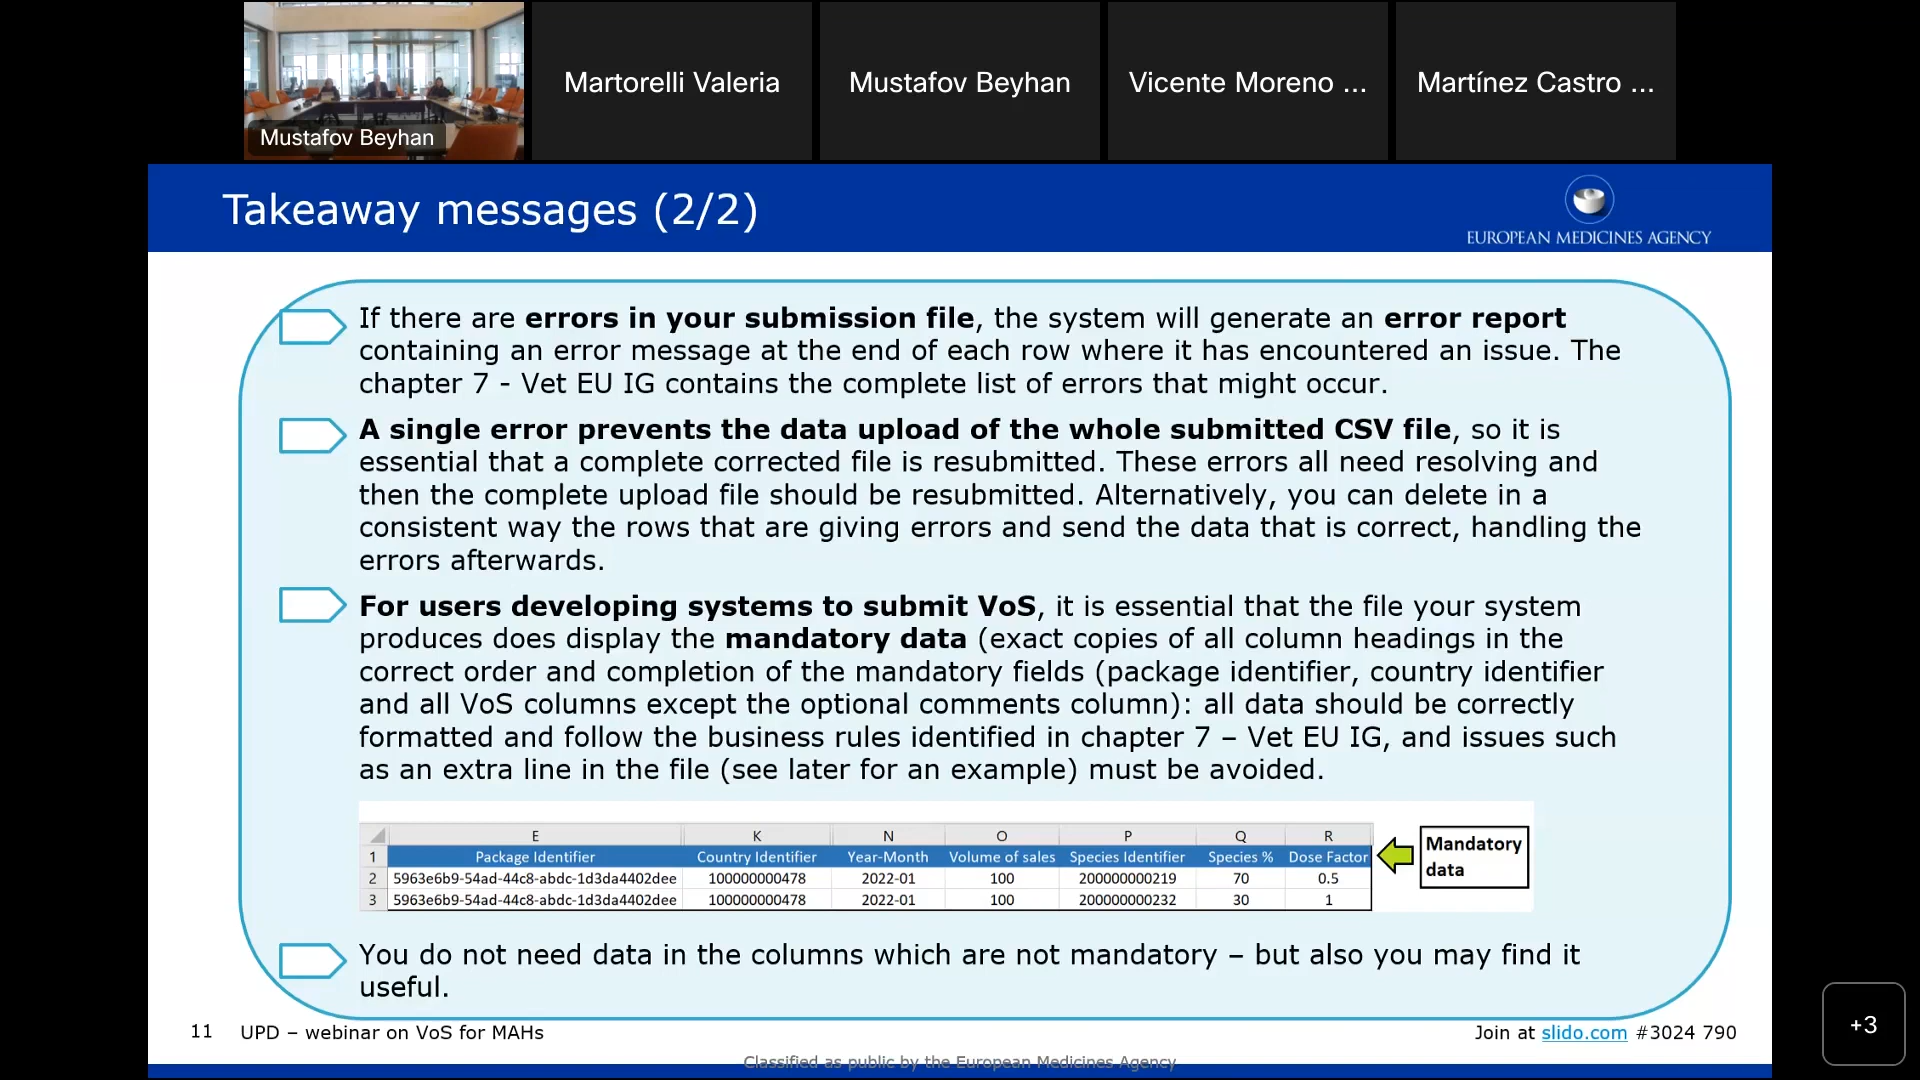 Mustafov Beyhan
Martorelli Valeria
Mustafov Beyhan
Vicente Moreno ...
Martínez Castro ...
Takeaway messages (2/2)
EUROPEAN MEDICINES AGENCY
If there are errors in your submission file, the system will generate an error report
containing an error message at the end of each row where it has encountered an issue. The
chapter 7 - Vet EU IG contains the complete list of errors that might occur.
A single error prevents the data upload of the whole submitted CSV file, so it is
essential that a complete corrected file is resubmitted. These errors all need resolving and
then the complete upload file should be resubmitted. Alternatively, you can delete in a
consistent way the rows that are giving errors and send the data that is correct, handling the
errors afterwards.
For users developing systems to submit VoS, it is essential that the file your system
produces does display the mandatory data (exact copies of all column headings in the
correct order and completion of the mandatory fields (package identifier, country identifier
and all VoS columns except the optional comments column): all data should be correctly
formatted and follow the business rules identified in chapter 7 – Vet EU IG, and issues such
as an extra line in the file (see later for an example) must be avoided.
E K N O P Q R
1 Package Identifier Country Identifier Year-Month Volume of sales Species Identifier Species % Dose Factor
2 5963e6b9-54ad-44c8-abdc-1d3da4402dee 100000000478 2022-01 100 200000000219 70 0.5
3 5963e6b9-54ad-44c8-abdc-1d3da4402dee 100000000478 2022-01 100 200000000232 30 1
Mandatory
data
You do not need data in the columns which are not mandatory – but also you may find it
useful.
11 UPD – webinar on VoS for MAHs
Join at slido.com #3024 790
Classified as public by the European Medicines Agency
+3